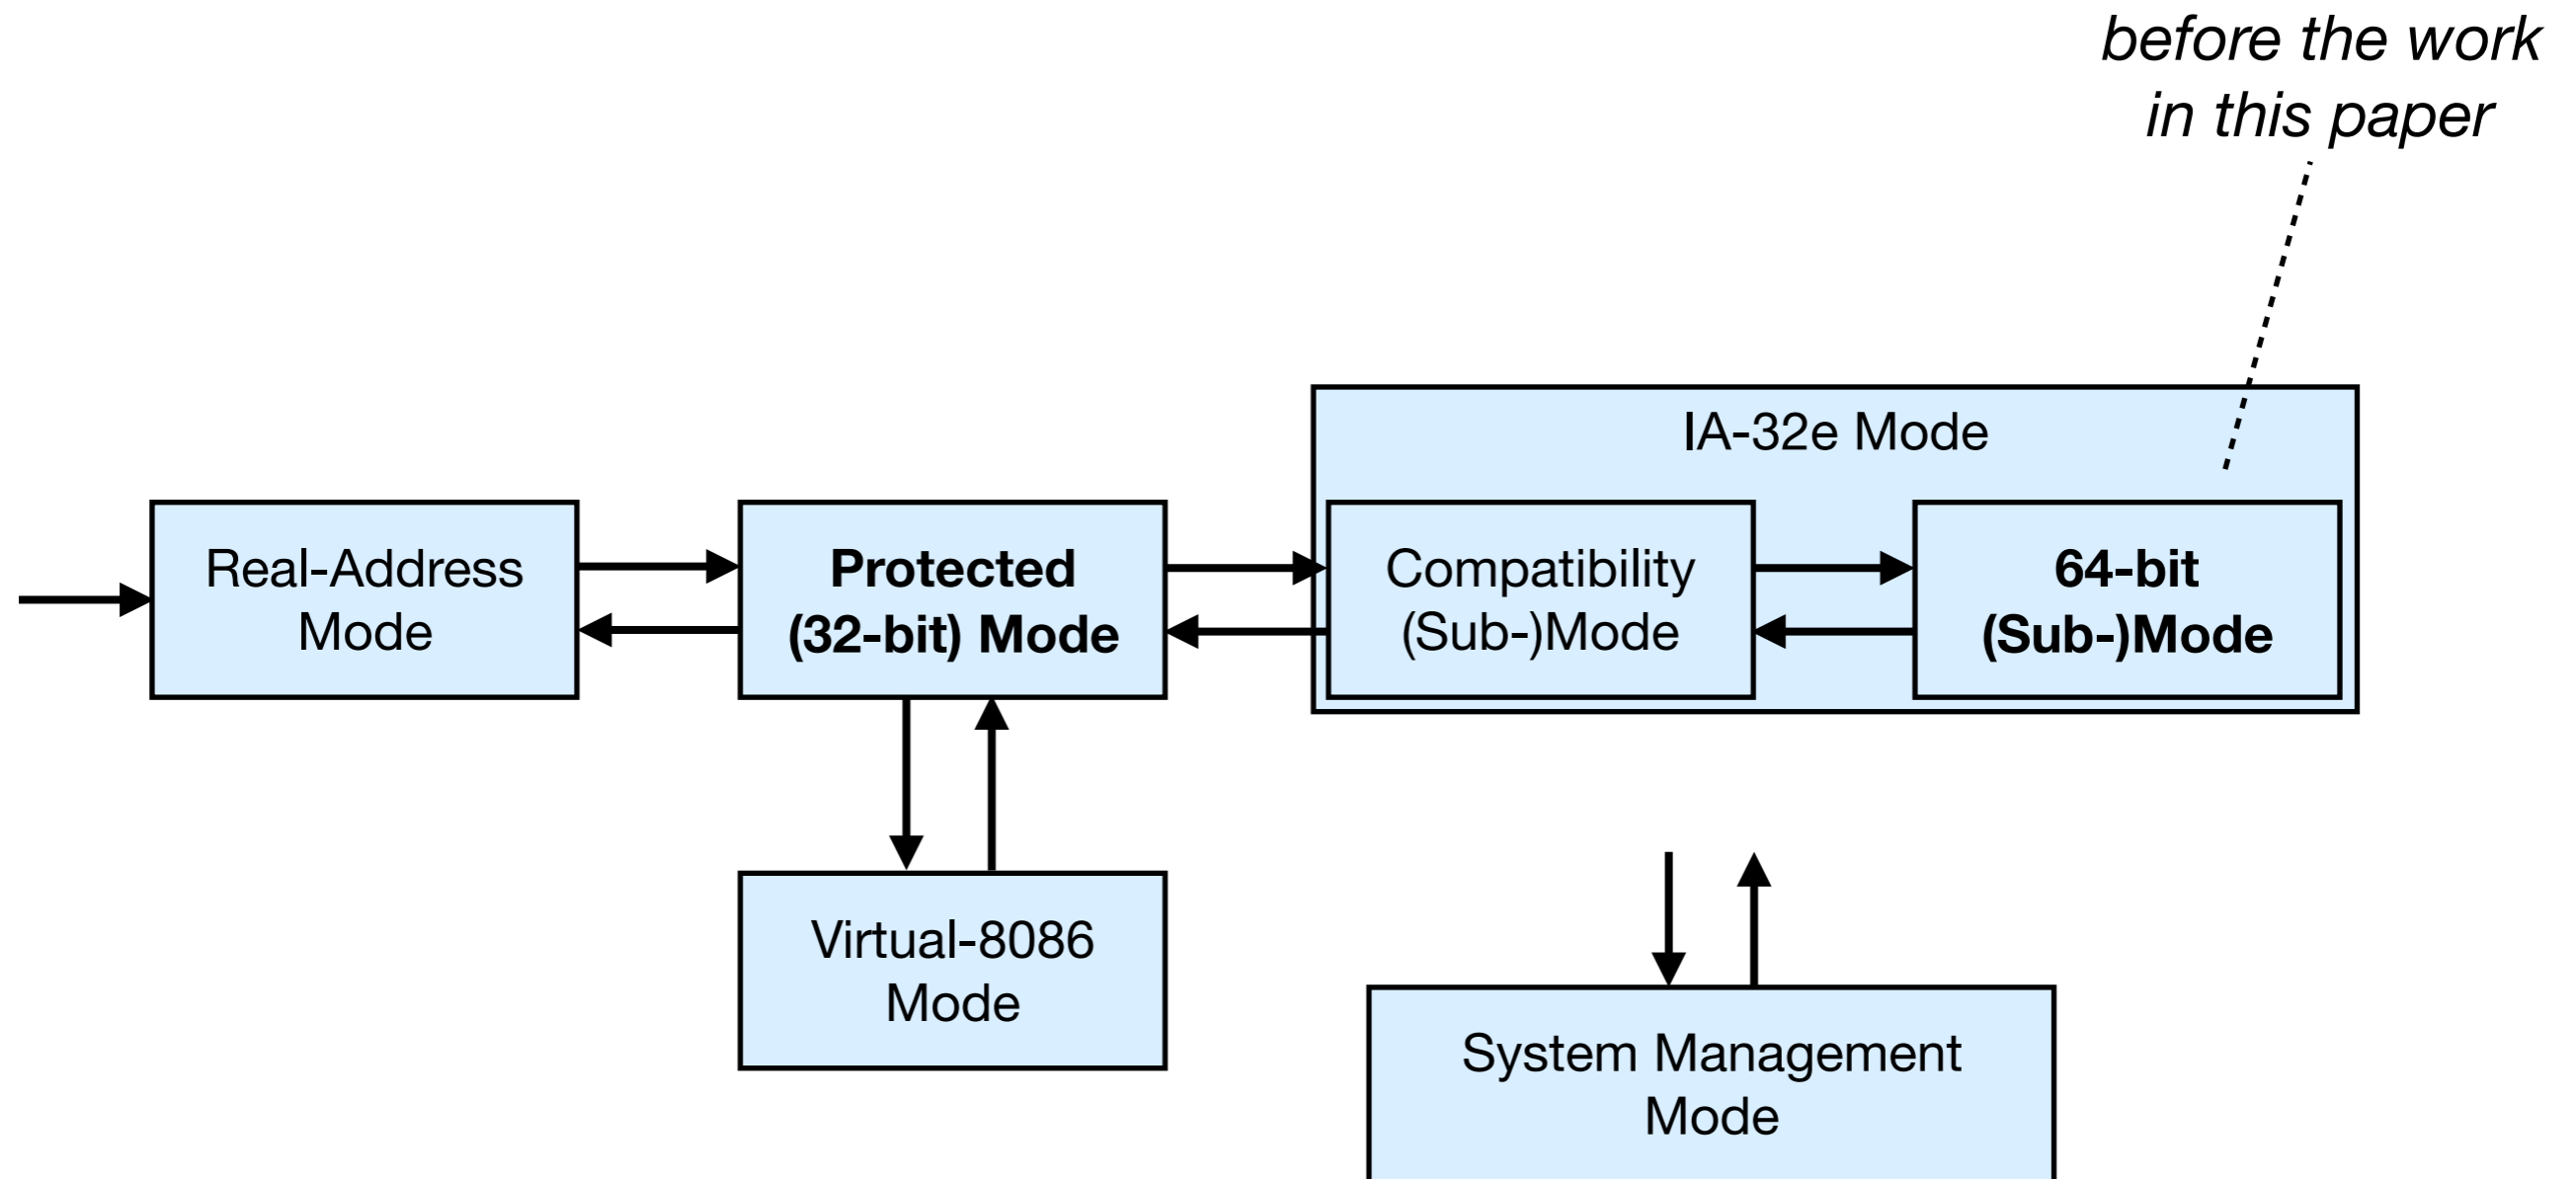 before the work
in this paper
IA-32e Mode
Real-Address
Mode
Protected
(32-bit) Mode
Compatibility
(Sub-)Mode
64-bit
(Sub-)Mode
Virtual-8086
Mode
System Management
Mode